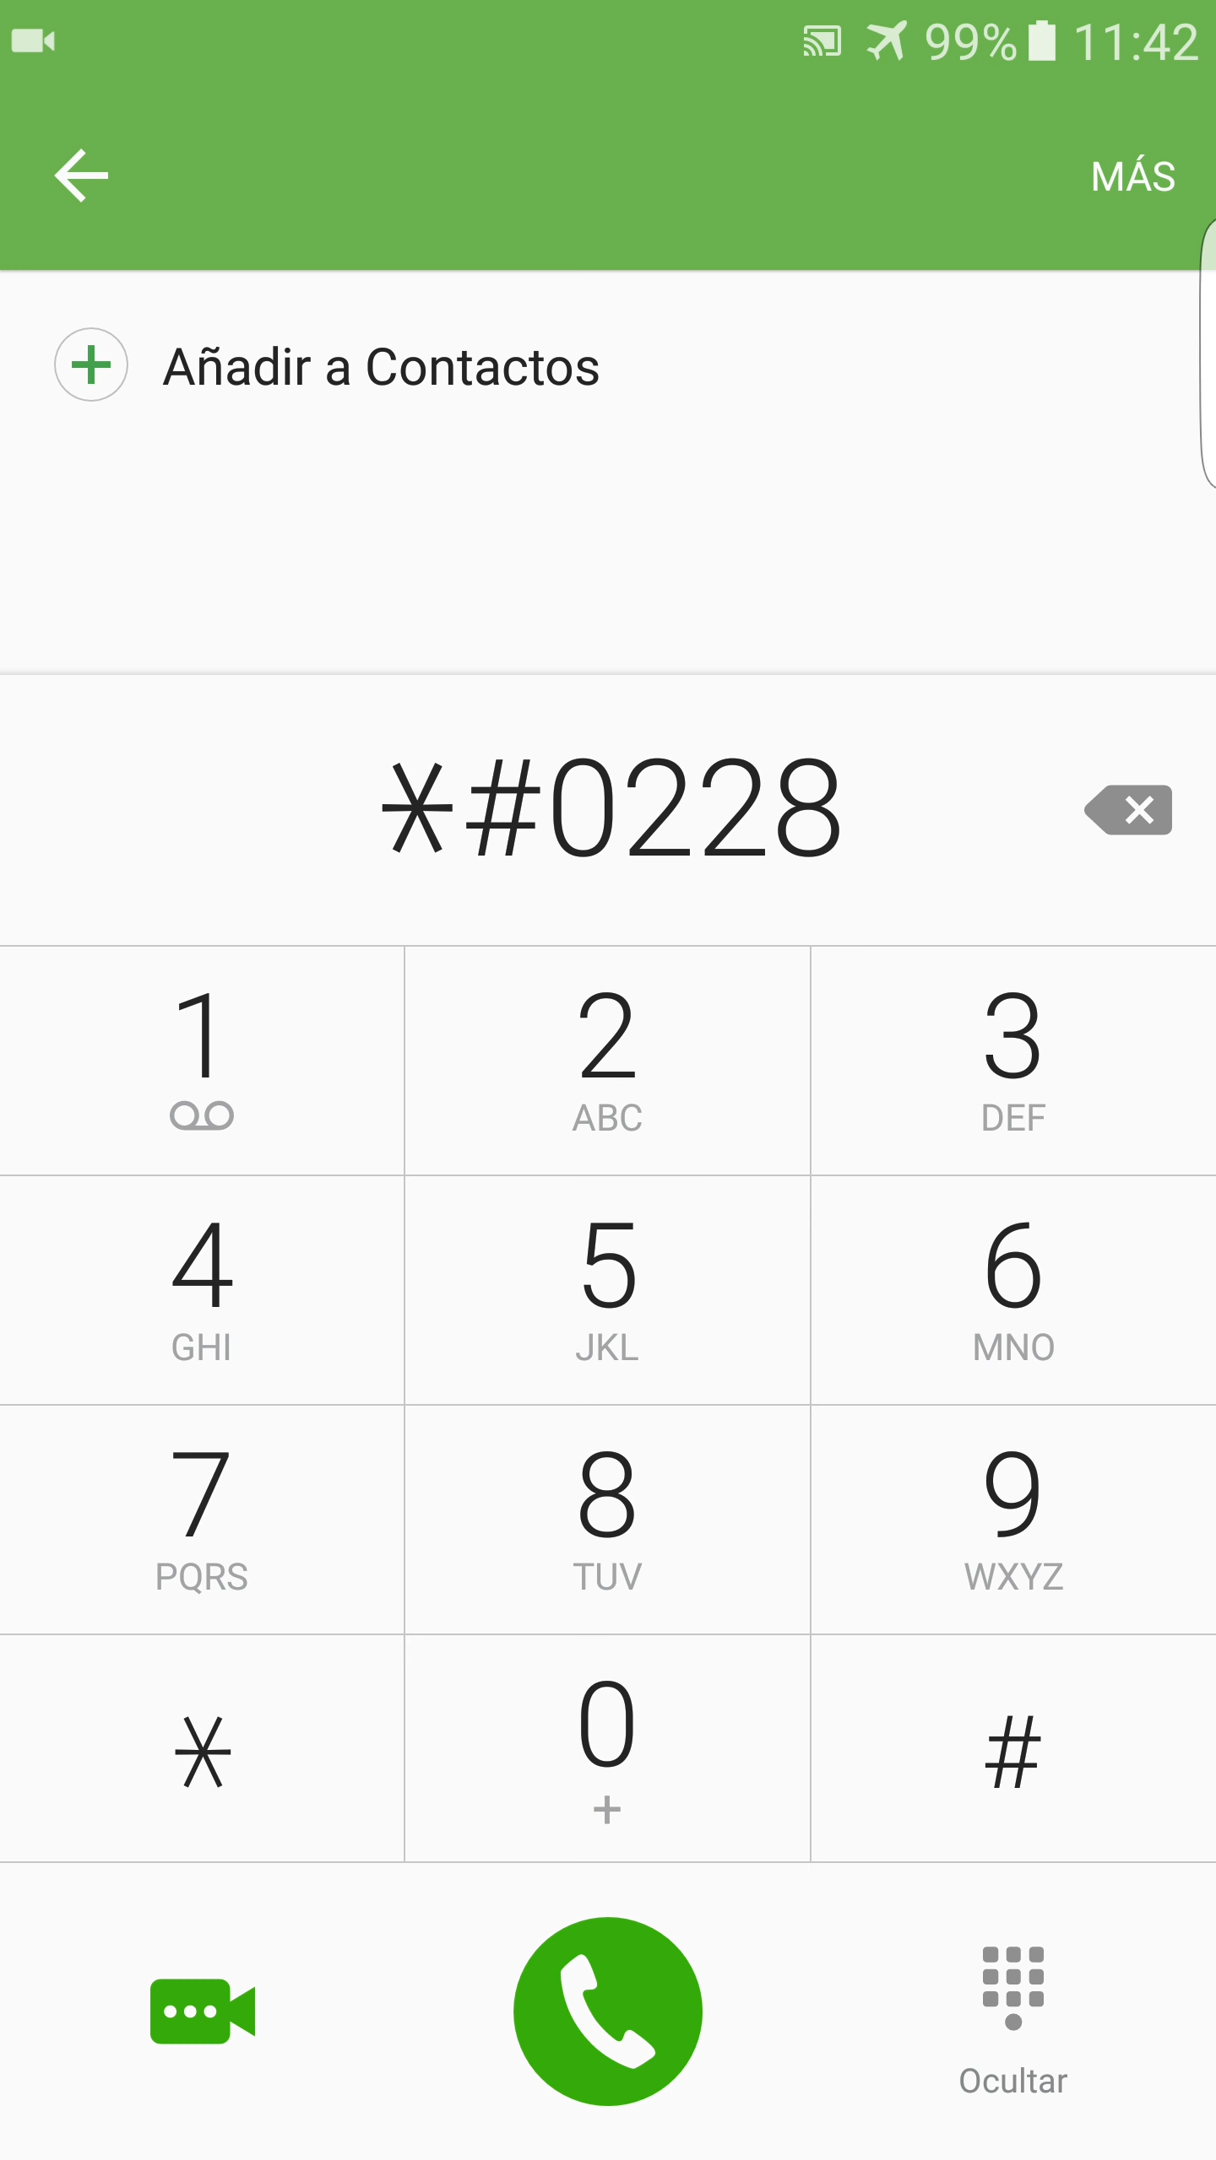 99% 11:42
MÁS
Añadir a Contactos
*#0228
1 2 3
ABC DEF
4 5 6
GHI JKL MNO
7 8 9
PQRS TUV WXYZ
* 0 #
+
Ocultar